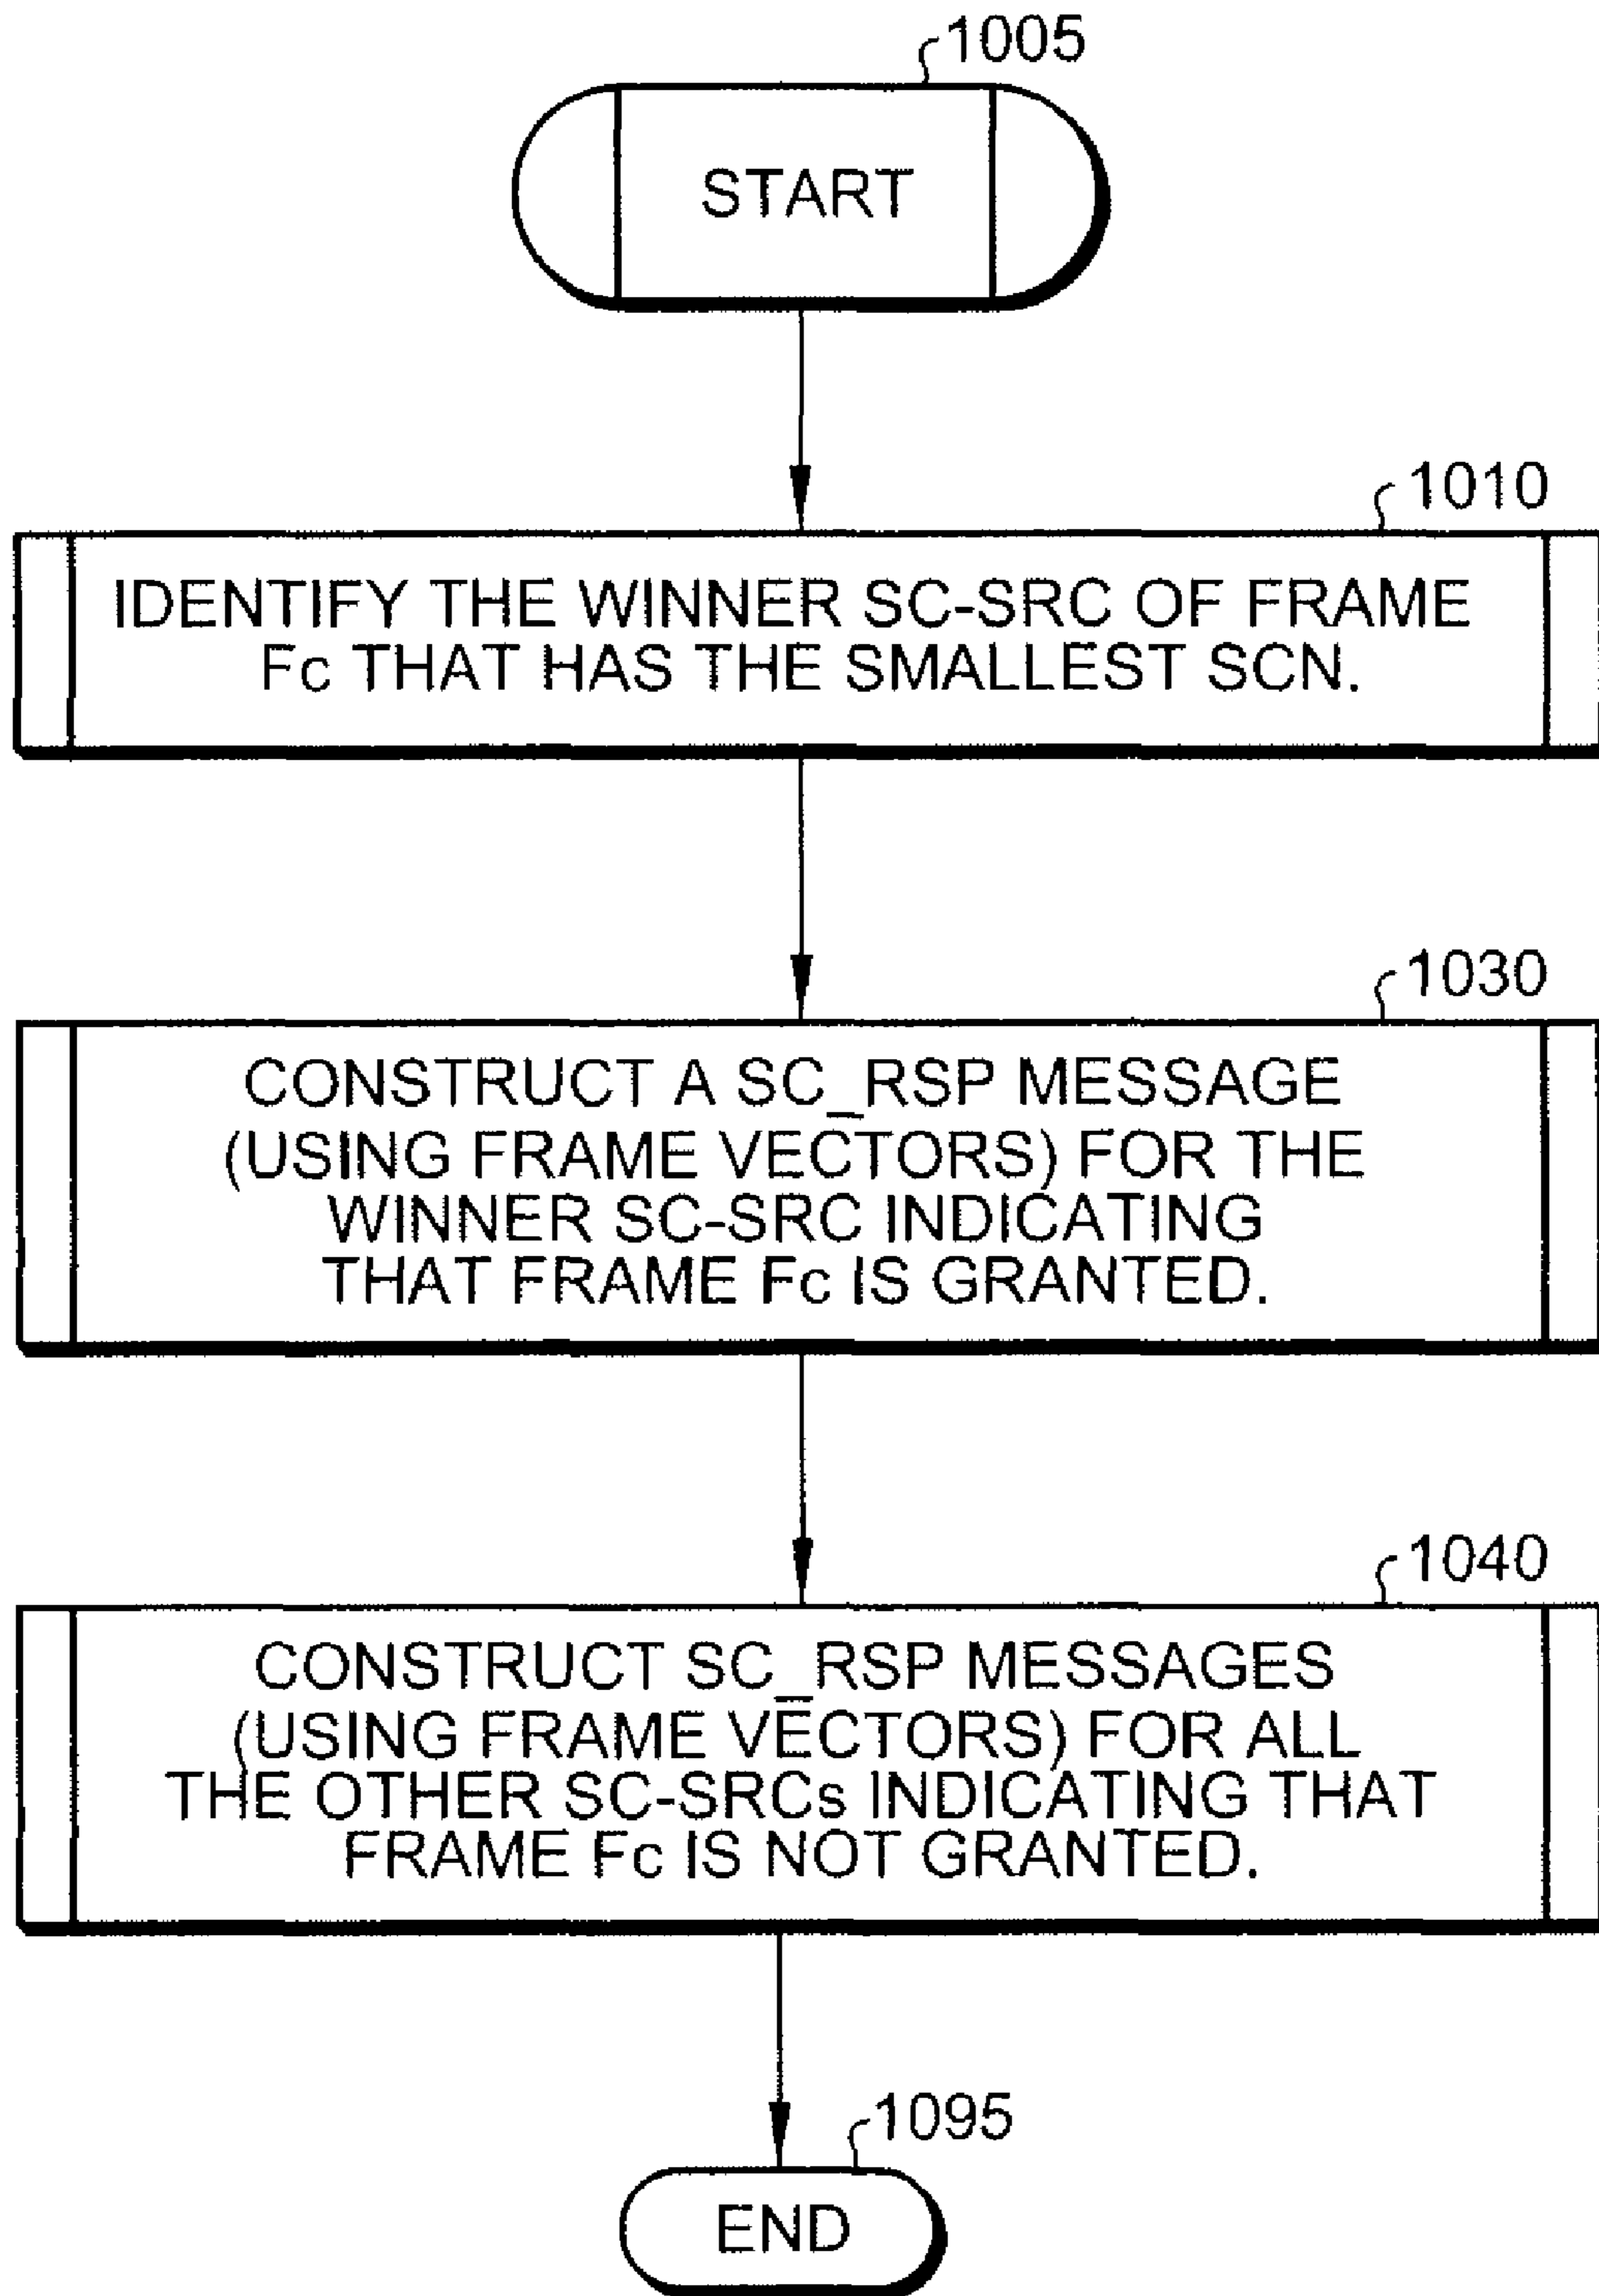 1005
START
1010
IDENTIFY THE WINNER SC-SRC OF FRAME
Fc THAT HAS THE SMALLEST SCN.
1030
CONSTRUCT A SC_RSP MESSAGE
(USING FRAME VECTORS) FOR THE
WINNER SC-SRC INDICATING
THAT FRAME Fc IS GRANTED.
1040
CONSTRUCT SC_RSP MESSAGES
(USING FRAME VECTORS) FOR ALL
THE OTHER SC-SRCs INDICATING THAT
FRAME Fc IS NOT GRANTED.
1095
END